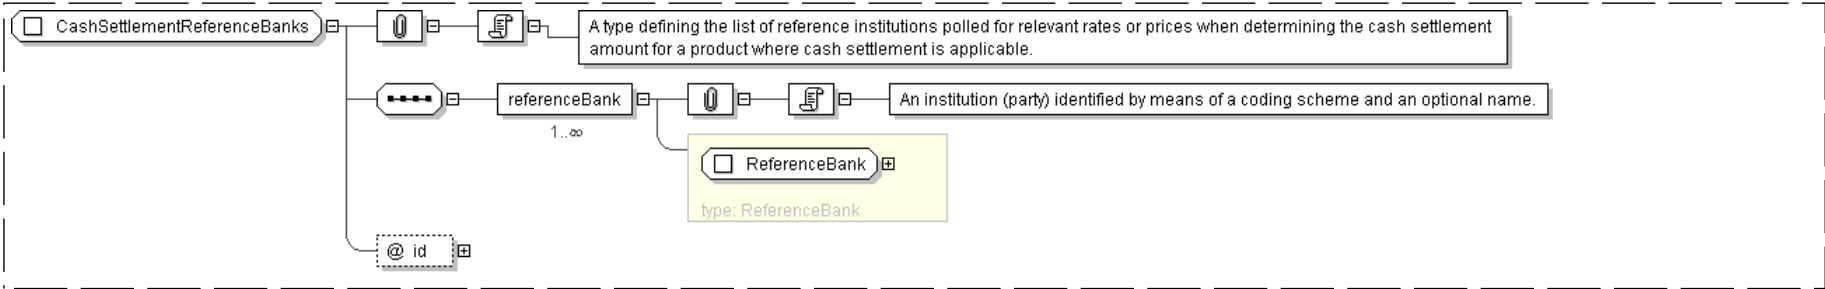 CashSettlementReferenceBanks
A type defining the list of reference institutions polled for relevant rates or prices when determining the cash settlement
amount for a product where cash settlement is applicable.
referenceBank
An institution (party) identified by means of a coding scheme and an optional name.
1..∞
ReferenceBank
type: ReferenceBank
@ id